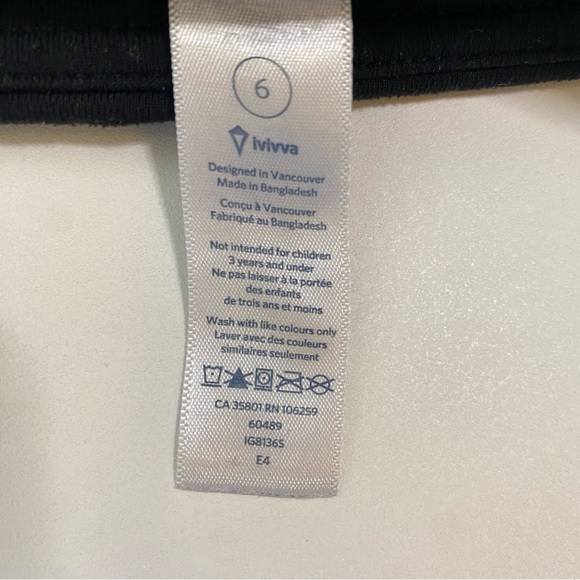 6
ivivva
Designed in Vancouver
Made in Bangladesh
Conçu à Vancouver
Fabriqué au Bangladesh
Not intended for children
3 years and under
Ne pas laisser à la portée
des enfants
de trois ans et moins
Wash with like colours only
Laver avec des couleurs
similaires seulement
CA 35801 RN 106259
60489
IG8136S
E4